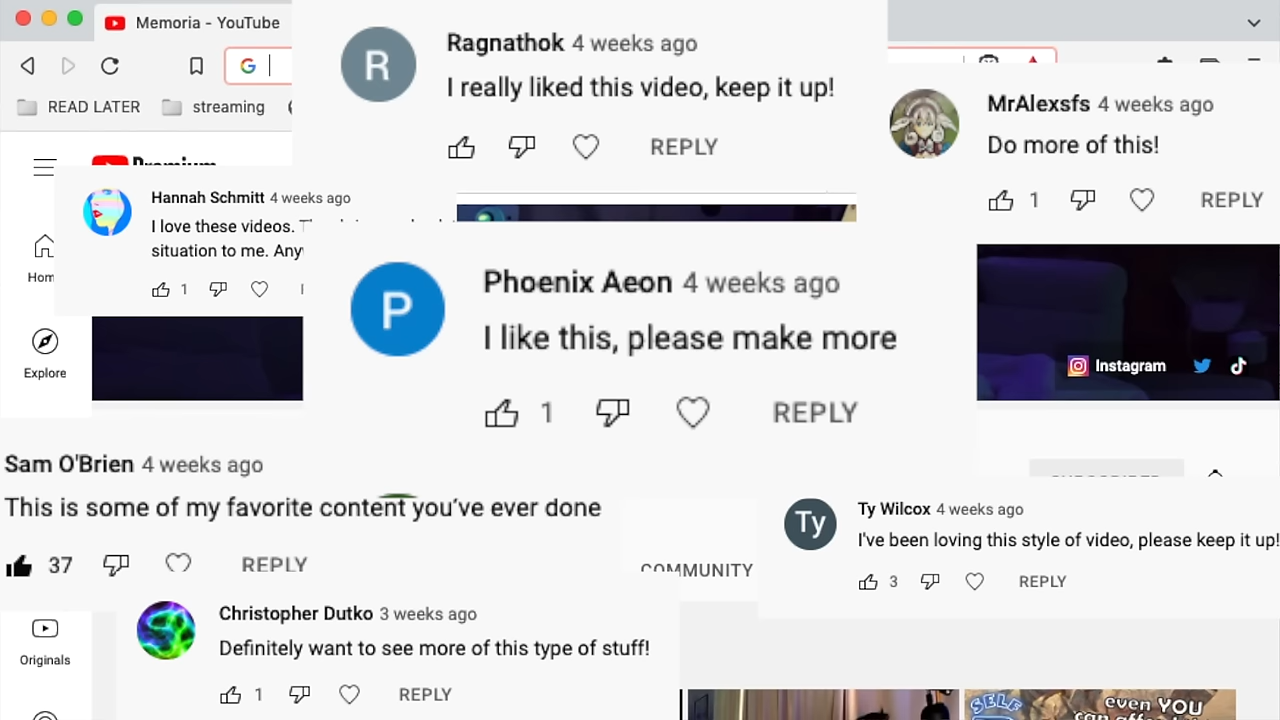 Memoria - YouTube
READ LATER
streaming
Ragnathok 4 weeks ago
I really liked this video, keep it up!
REPLY
MrAlexsfs 4 weeks ago
Do more of this!
1
REPLY
Premium
Hannah Schmitt 4 weeks ago
I love these videos.
situation to me.
1
Explore
Phoenix Aeon 4 weeks ago
I like this, please make more
1
REPLY
Instagram
Sam O'Brien 4 weeks ago
This is some of my favorite content you've ever done
37
REPLY
Ty
Ty Wilcox 4 weeks ago
I've been loving this style of video, please keep it up!
3
REPLY
COMMUNITY
Christopher Dutko 3 weeks ago
Definitely want to see more of this type of stuff!
1
REPLY
Originals
SELF
even YOU
R
P